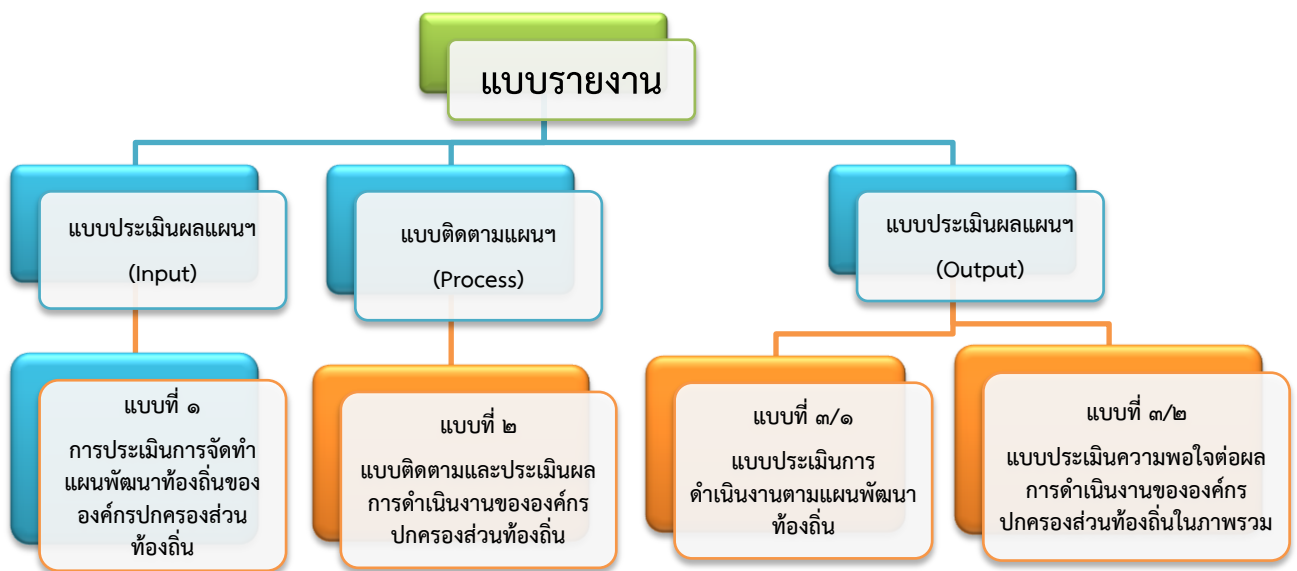 แบบรายงาน
แบบประเมินผลแผนฯ
(Input)
แบบติดตามแผนฯ
(Process)
แบบประเมินผลแผนฯ
(Output)
แบบที่ ๑
การประเมินการจัดทำ
แผนพัฒนาท้องถิ่นของ
องค์กรปกครองส่วน
ท้องถิ่น
แบบที่ ๒
แบบติดตามและประเมินผล
การดำเนินงานขององค์กร
ปกครองส่วนท้องถิ่น
แบบที่ ๓/๑
แบบประเมินการ
ดำเนินงานตามแผนพัฒนา
ท้องถิ่น
แบบที่ ๓/๒
แบบประเมินความพอใจต่อผล
การดำเนินงานขององค์กร
ปกครองส่วนท้องถิ่นในภาพรวม